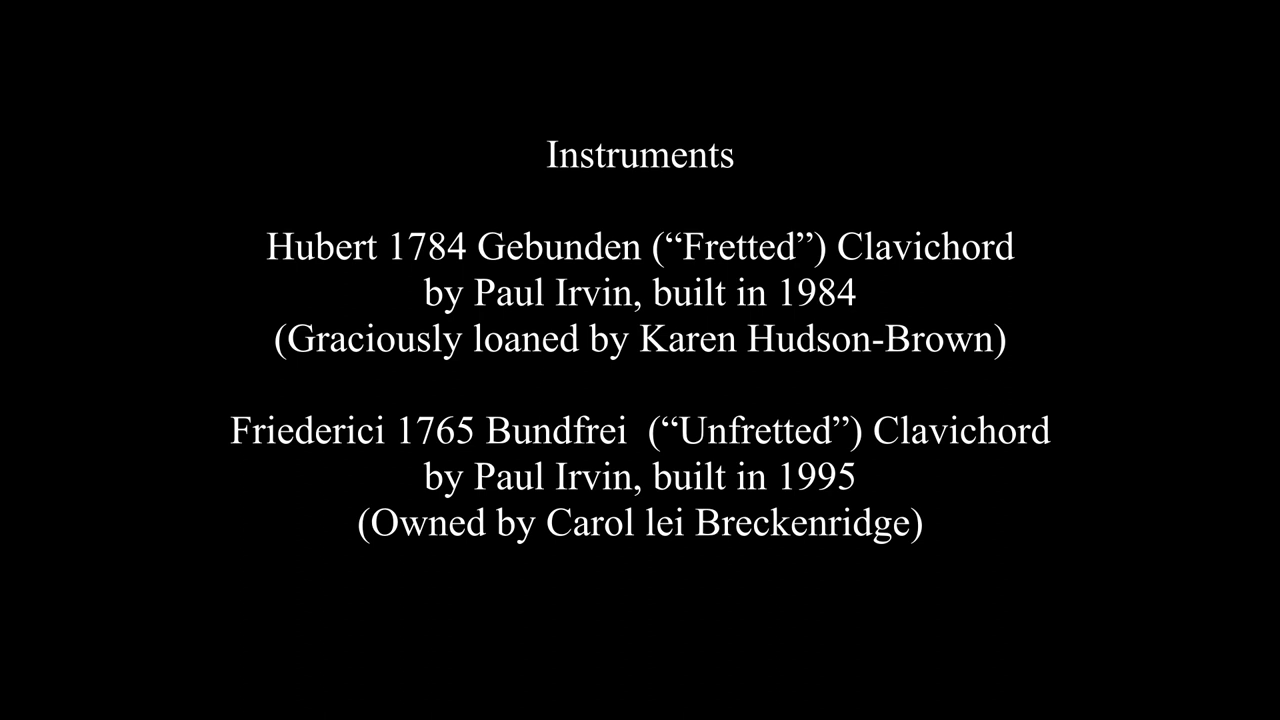 Instruments
Hubert 1784 Gebunden (“Fretted”) Clavichord
by Paul Irvin, built in 1984
(Graciously loaned by Karen Hudson-Brown)
Friederici 1765 Bundfrei  (“Unfretted”) Clavichord
by Paul Irvin, built in 1995
(Owned by Carol lei Breckenridge)